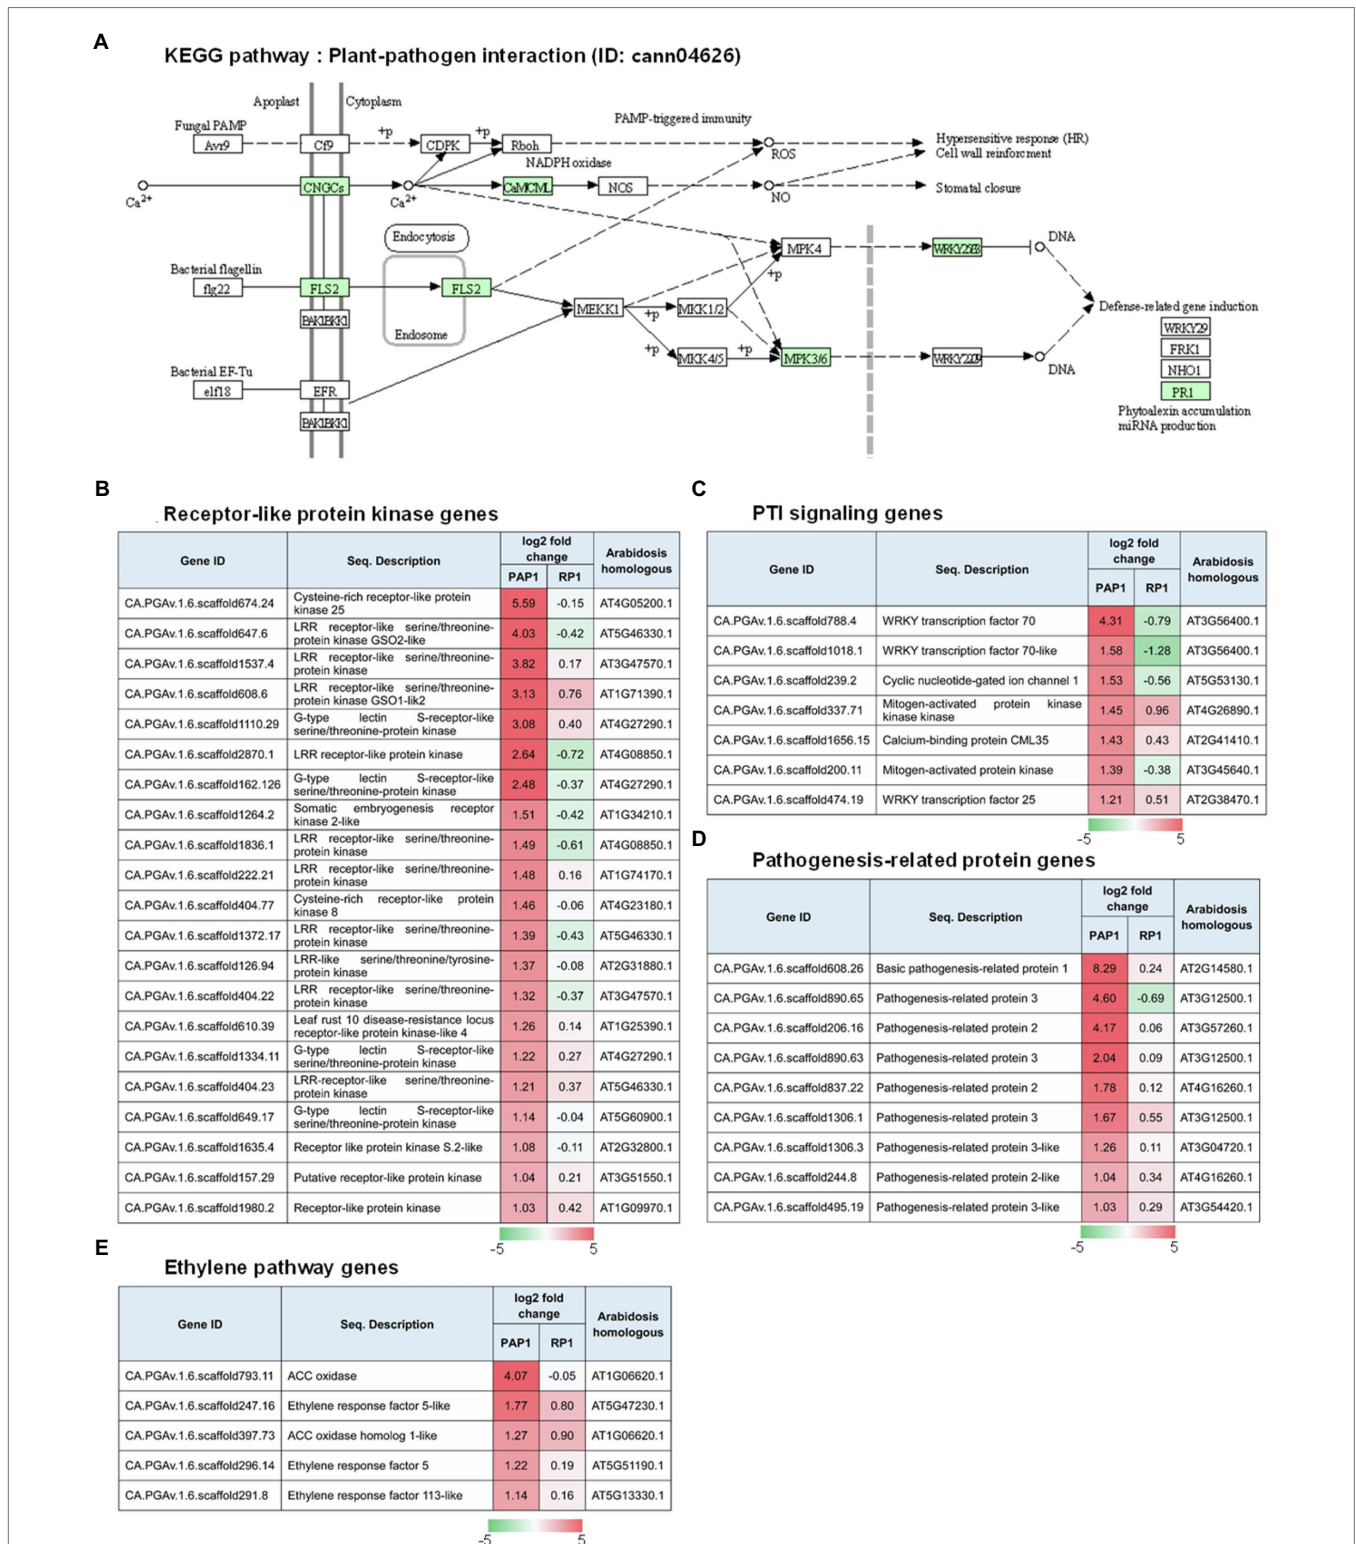 A
KEGG pathway : Plant-pathogen interaction (ID: cann04626)
Apoplast
Cytoplasm
Fungal PAMP
PAMP-triggered immunity
Avr9
Cf9
+p
CDPK
+p
Rboh
NADPH oxidase
ROS
Hypersensitive response (HR)
Cell wall reinforcment
Ca2+
CNGCs
Ca2+
CaMCML
NOS
NO
Stomatal closure
Endocytosis
MPK4
DNA
Bacterial flagellin
flg22
FLS2
FLS2
+p
MEKK1
+p
MKK1/2
Defense-related gene induction
Endosome
WRKY29
FRK1
NHO1
PR1
+p
MKK4/5
+p
MPK3/6
DNA
Bacterial EF-Tu
elf18
EFR
Phytoalexin accumulation
miRNA production
B
Receptor-like protein kinase genes
Gene ID Seq. Description log2 fold change Arabidosis homologous
PAP1 RP1
CA.PGAv.1.6.scaffold674.24 Cysteine-rich receptor-like protein kinase 25 5.59 -0.15 AT4G05200.1
CA.PGAv.1.6.scaffold647.6 LRR receptor-like serine/threonine-protein kinase GSO2-like 4.03 -0.42 AT5G46330.1
CA.PGAv.1.6.scaffold1537.4 LRR receptor-like serine/threonine-protein kinase 3.82 0.17 AT3G47570.1
CA.PGAv.1.6.scaffold608.6 LRR receptor-like serine/threonine-protein kinase GSO1-lik2 3.13 0.76 AT1G71390.1
CA.PGAv.1.6.scaffold1110.29 G-type lectin S-receptor-like serine/threonine-protein kinase 3.08 0.40 AT4G27290.1
CA.PGAv.1.6.scaffold2870.1 LRR receptor-like protein kinase 2.64 -0.72 AT4G08850.1
CA.PGAv.1.6.scaffold162.126 G-type lectin S-receptor-like serine/threonine-protein kinase 2.48 -0.37 AT4G27290.1
CA.PGAv.1.6.scaffold1264.2 Somatic embryogenesis receptor kinase 2-like 1.51 -0.42 AT1G34210.1
CA.PGAv.1.6.scaffold1836.1 LRR receptor-like serine/threonine-protein kinase 1.49 -0.61 AT4G08850.1
CA.PGAv.1.6.scaffold222.21 LRR receptor-like serine/threonine-protein kinase 1.48 0.16 AT1G74170.1
CA.PGAv.1.6.scaffold404.77 Cysteine-rich receptor-like protein kinase 8 1.46 -0.06 AT4G23180.1
CA.PGAv.1.6.scaffold1372.17 LRR receptor-like serine/threonine-protein kinase 1.39 -0.43 AT5G46330.1
CA.PGAv.1.6.scaffold126.94 LRR-like serine/threonine/tyrosine-protein kinase 1.37 -0.08 AT2G31880.1
CA.PGAv.1.6.scaffold404.22 LRR receptor-like serine/threonine-protein kinase 1.32 -0.37 AT3G47570.1
CA.PGAv.1.6.scaffold610.39 Leaf rust 10 disease-resistance locus receptor-like protein kinase-like 4 1.26 0.14 AT1G25390.1
CA.PGAv.1.6.scaffold1334.11 G-type lectin S-receptor-like serine/threonine-protein kinase 1.22 0.27 AT4G27290.1
CA.PGAv.1.6.scaffold404.23 LRR-receptor-like serine/threonine-protein kinase 1.21 0.37 AT5G46330.1
CA.PGAv.1.6.scaffold649.17 G-type lectin S-receptor-like serine/threonine-protein kinase 1.14 -0.04 AT5G60900.1
CA.PGAv.1.6.scaffold1635.4 Receptor like protein kinase S.2-like 1.08 -0.11 AT2G32800.1
CA.PGAv.1.6.scaffold157.29 Putative receptor-like protein kinase 1.04 0.21 AT3G51550.1
CA.PGAv.1.6.scaffold1980.2 Receptor-like protein kinase 1.03 0.42 AT1G09970.1
-5 5
C
PTI signaling genes
Gene ID Seq. Description log2 fold change Arabidosis homologous
PAP1 RP1
CA.PGAv.1.6.scaffold788.4 WRKY transcription factor 70 4.31 -0.79 AT3G56400.1
CA.PGAv.1.6.scaffold1018.1 WRKY transcription factor 70-like 1.58 -1.28 AT3G56400.1
CA.PGAv.1.6.scaffold239.2 Cyclic nucleotide-gated ion channel 1 1.53 -0.56 AT5G53130.1
CA.PGAv.1.6.scaffold337.71 Mitogen-activated protein kinase kinase kinase 1.45 0.96 AT4G26890.1
CA.PGAv.1.6.scaffold1656.15 Calcium-binding protein CML35 1.43 0.43 AT2G41410.1
CA.PGAv.1.6.scaffold200.11 Mitogen-activated protein kinase 1.39 -0.38 AT3G45640.1
CA.PGAv.1.6.scaffold474.19 WRKY transcription factor 25 1.21 0.51 AT2G38470.1
-5 5
D
Pathogenesis-related protein genes
Gene ID Seq. Description log2 fold change Arabidosis homologous
PAP1 RP1
CA.PGAv.1.6.scaffold608.26 Basic pathogenesis-related protein 1 8.29 0.24 AT2G14580.1
CA.PGAv.1.6.scaffold890.65 Pathogenesis-related protein 3 4.60 -0.69 AT3G12500.1
CA.PGAv.1.6.scaffold206.16 Pathogenesis-related protein 2 4.17 0.06 AT3G57260.1
CA.PGAv.1.6.scaffold890.63 Pathogenesis-related protein 3 2.04 0.09 AT3G12500.1
CA.PGAv.1.6.scaffold837.22 Pathogenesis-related protein 2 1.78 0.12 AT4G16260.1
CA.PGAv.1.6.scaffold1306.1 Pathogenesis-related protein 3 1.67 0.55 AT3G12500.1
CA.PGAv.1.6.scaffold1306.3 Pathogenesis-related protein 3-like 1.26 0.11 AT3G04720.1
CA.PGAv.1.6.scaffold244.8 Pathogenesis-related protein 2-like 1.04 0.34 AT4G16260.1
CA.PGAv.1.6.scaffold495.19 Pathogenesis-related protein 3-like 1.03 0.29 AT3G54420.1
-5 5
E
Ethylene pathway genes
Gene ID Seq. Description log2 fold change Arabidosis homologous
PAP1 RP1
CA.PGAv.1.6.scaffold793.11 ACC oxidase 4.07 -0.05 AT1G06620.1
CA.PGAv.1.6.scaffold247.16 Ethylene response factor 5-like 1.77 0.80 AT5G47230.1
CA.PGAv.1.6.scaffold397.73 ACC oxidase homolog 1-like 1.27 0.90 AT1G06620.1
CA.PGAv.1.6.scaffold296.14 Ethylene response factor 5 1.22 0.19 AT5G51190.1
CA.PGAv.1.6.scaffold291.8 Ethylene response factor 113-like 1.14 0.16 AT5G13330.1
-5 5